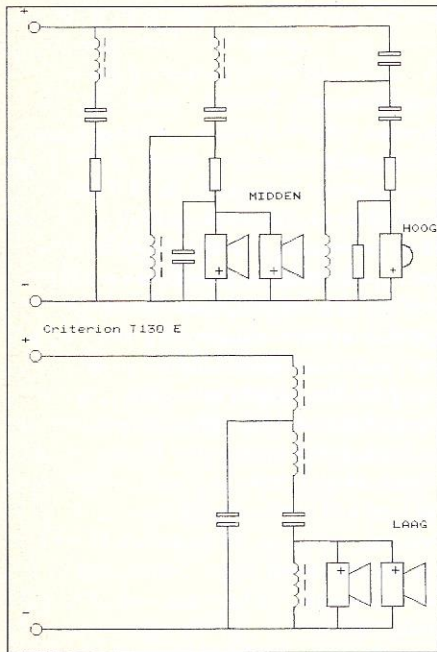 +
MIDDEN
HOOG
+
+
+
-
Criterion T130 E
+
LAAG
+
+
-